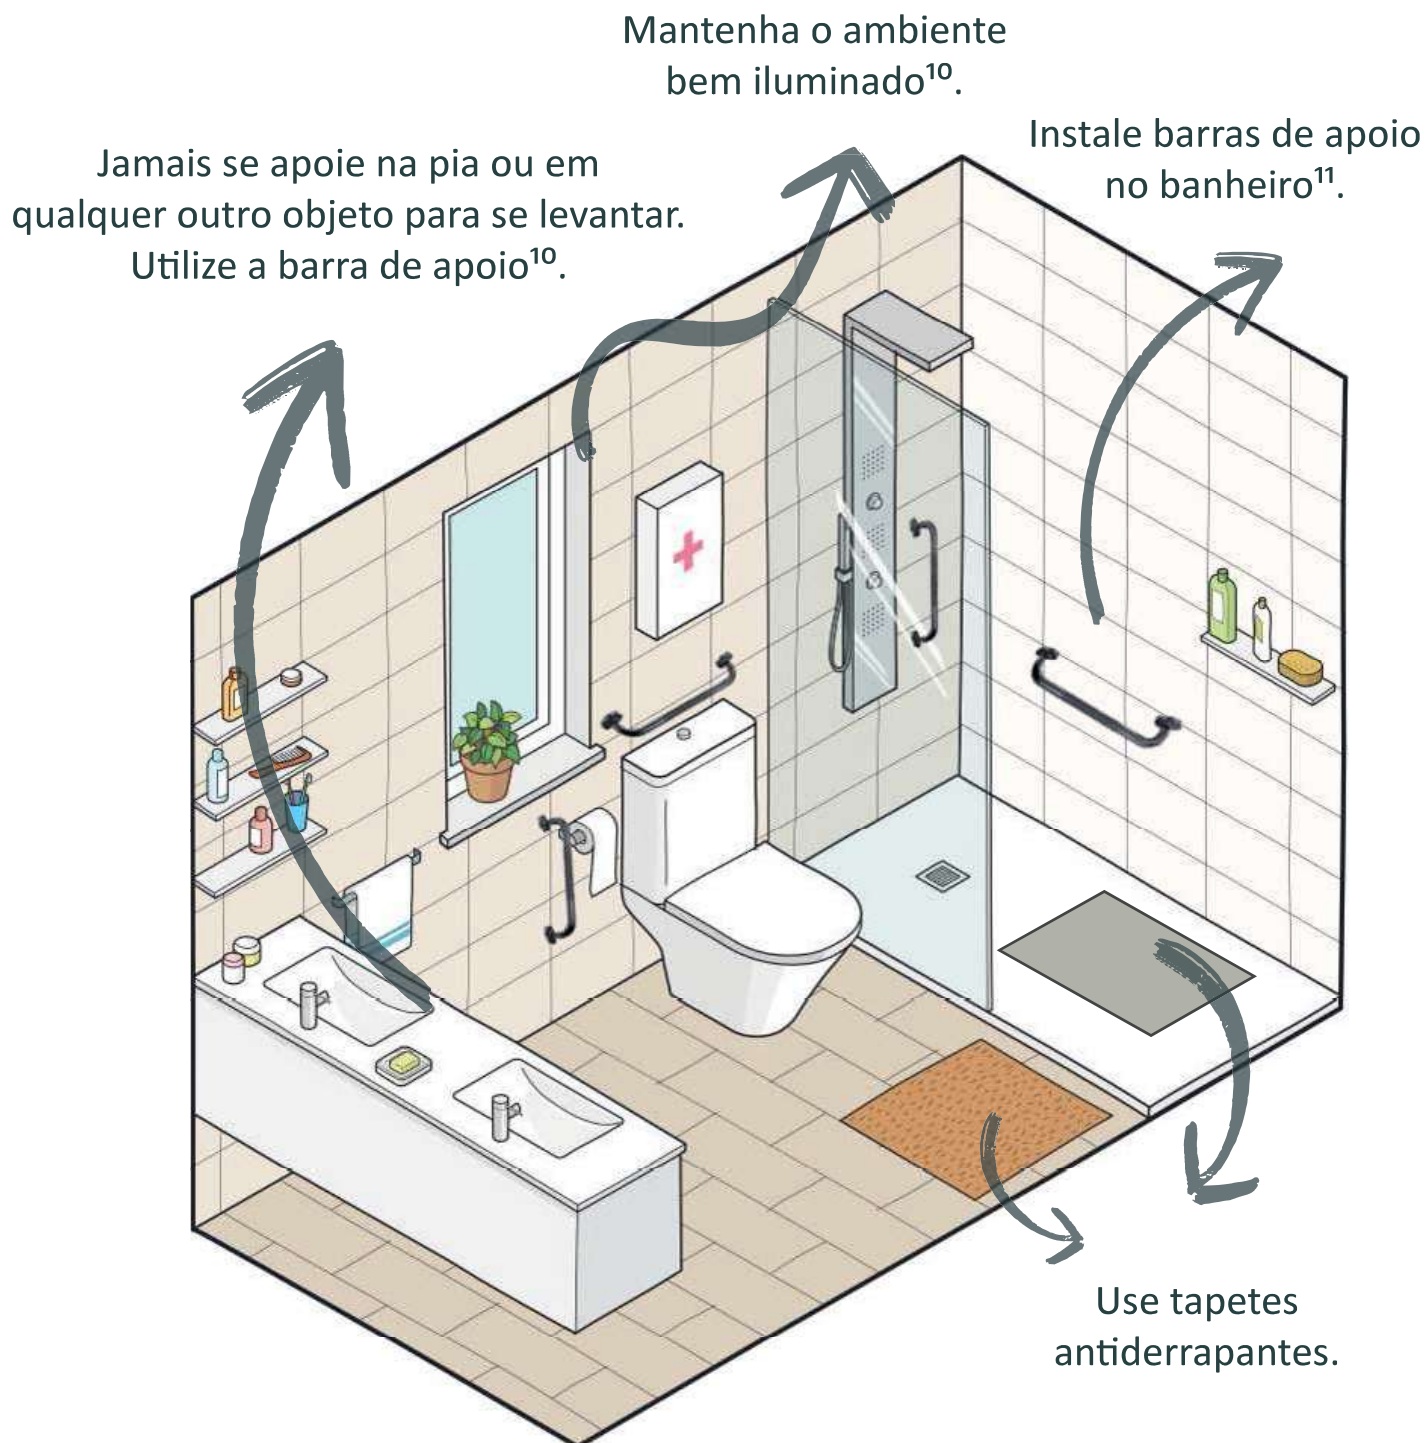 Mantenha o ambiente
bem iluminado¹⁰.
Instale barras de apoio
no banheiro¹¹.
Jamais se apoie na pia ou em
qualquer outro objeto para se levantar.
Utilize a barra de apoio¹⁰.
Use tapetes
antiderrapantes.